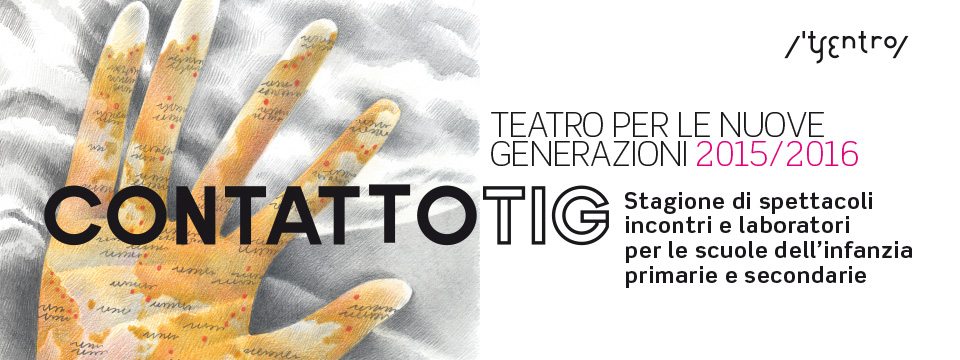 TEATRO PER LE NUOVE
GENERAZIONI 2015/2016
CONTATTOTIG
Stagione di spettacoli
incontri e laboratori
per le scuole dell’infanzia
primarie e secondarie